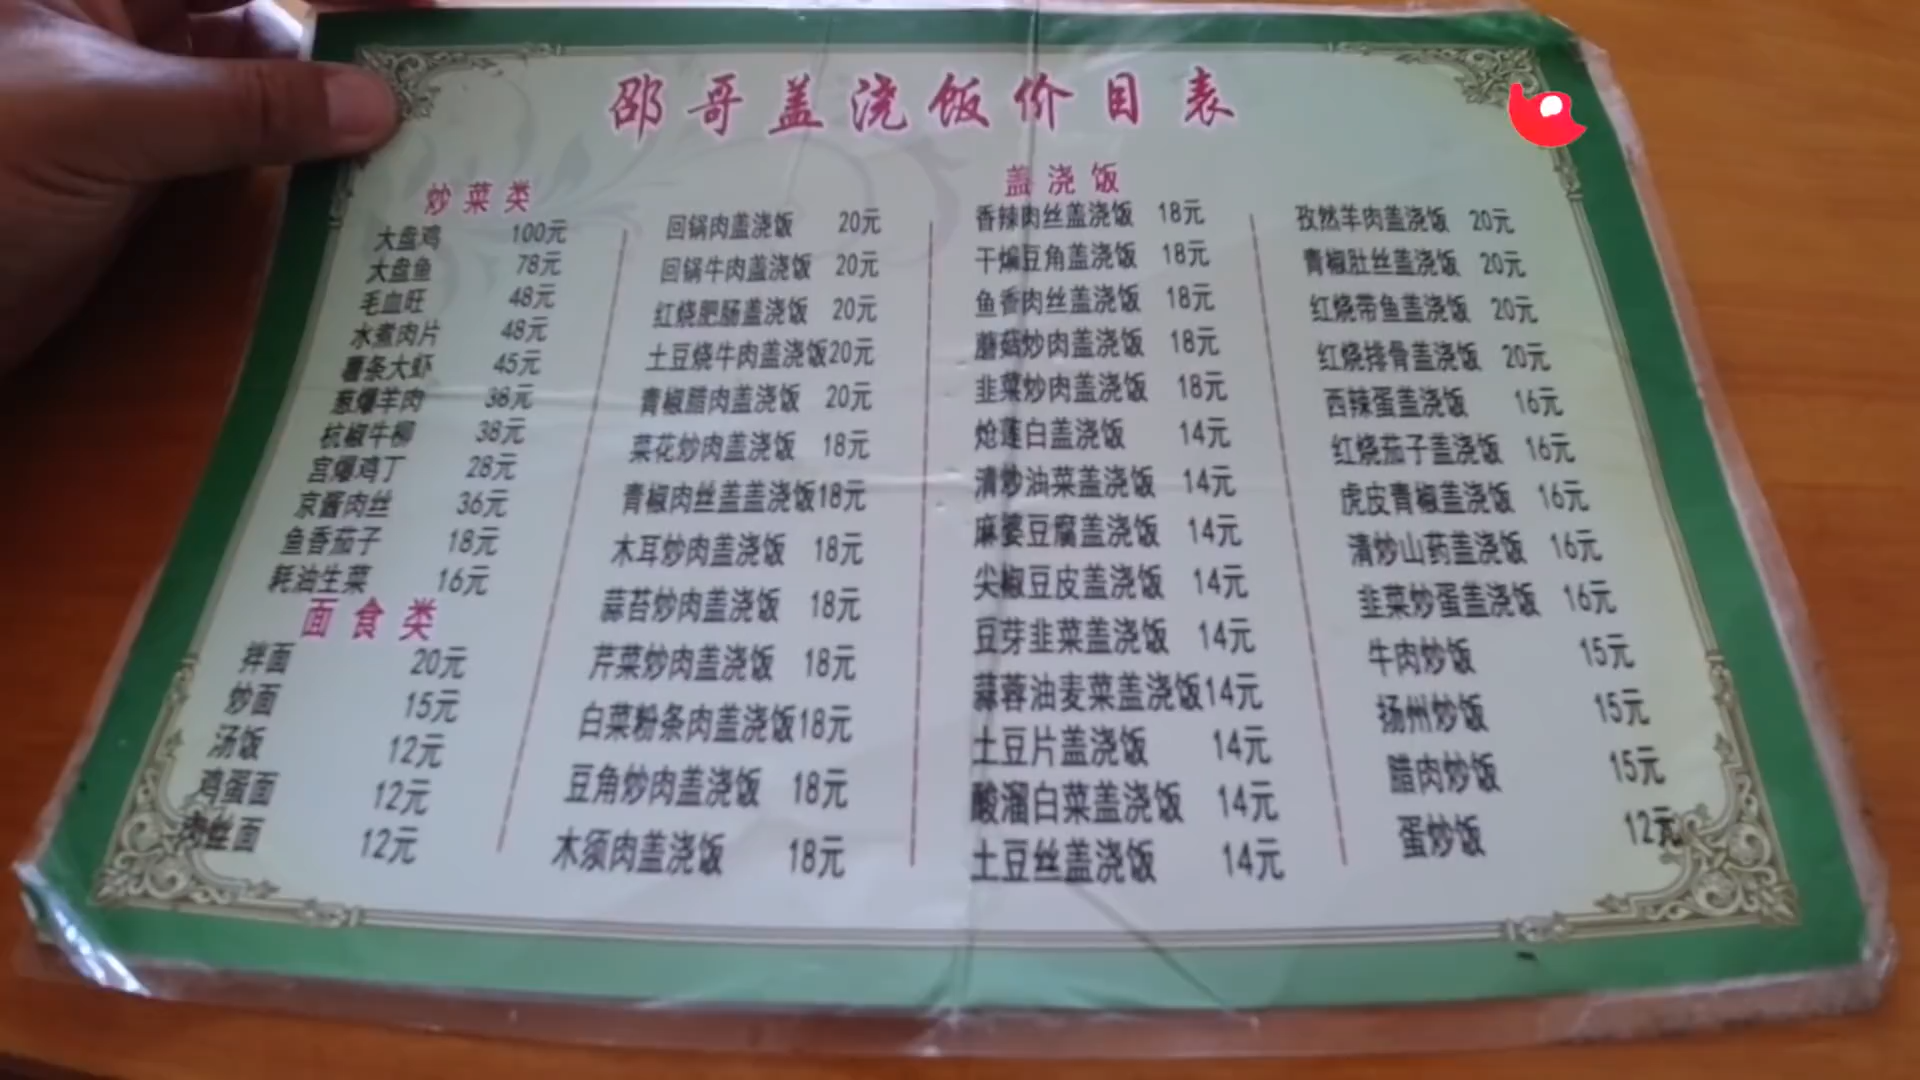 邵哥盖浇饭价目表
炒菜类
大盘鸡 100元
大盘鱼 78元
毛血旺 48元
水煮肉片 48元
薯条大虾 45元
葱爆羊肉 38元
杭椒牛柳 38元
宫爆鸡丁 28元
京酱肉丝 36元
鱼香茄子 18元
耗油生菜 16元
面食类
拌面 20元
炒面 15元
汤饭 12元
鸡蛋面 12元
肉丝面 12元
回锅肉盖浇饭 20元
回锅牛肉盖浇饭 20元
红烧肥肠盖浇饭 20元
土豆烧牛肉盖浇饭20元
青椒腊肉盖浇饭 20元
菜花炒肉盖浇饭 18元
青椒肉丝盖盖浇饭18元
木耳炒肉盖浇饭 18元
蒜苔炒肉盖浇饭 18元
芹菜炒肉盖浇饭 18元
白菜粉条肉盖浇饭18元
豆角炒肉盖浇饭 18元
木须肉盖浇饭 18元
盖浇饭
香辣肉丝盖浇饭 18元
干煸豆角盖浇饭 18元
鱼香肉丝盖浇饭 18元
蘑菇炒肉盖浇饭 18元
韭菜炒肉盖浇饭 18元
炝莲白盖浇饭 14元
清炒油菜盖浇饭 14元
麻婆豆腐盖浇饭 14元
尖椒豆皮盖浇饭 14元
豆芽韭菜盖浇饭 14元
蒜蓉油麦菜盖浇饭14元
土豆片盖浇饭 14元
酸溜白菜盖浇饭 14元
土豆丝盖浇饭 14元
孜然羊肉盖浇饭 20元
青椒肚丝盖浇饭 20元
红烧带鱼盖浇饭 20元
红烧排骨盖浇饭 20元
西辣蛋盖浇饭 16元
红烧茄子盖浇饭 16元
虎皮青椒盖浇饭 16元
清炒山药盖浇饭 16元
韭菜炒蛋盖浇饭 16元
牛肉炒饭 15元
扬州炒饭 15元
腊肉炒饭 15元
蛋炒饭 12元